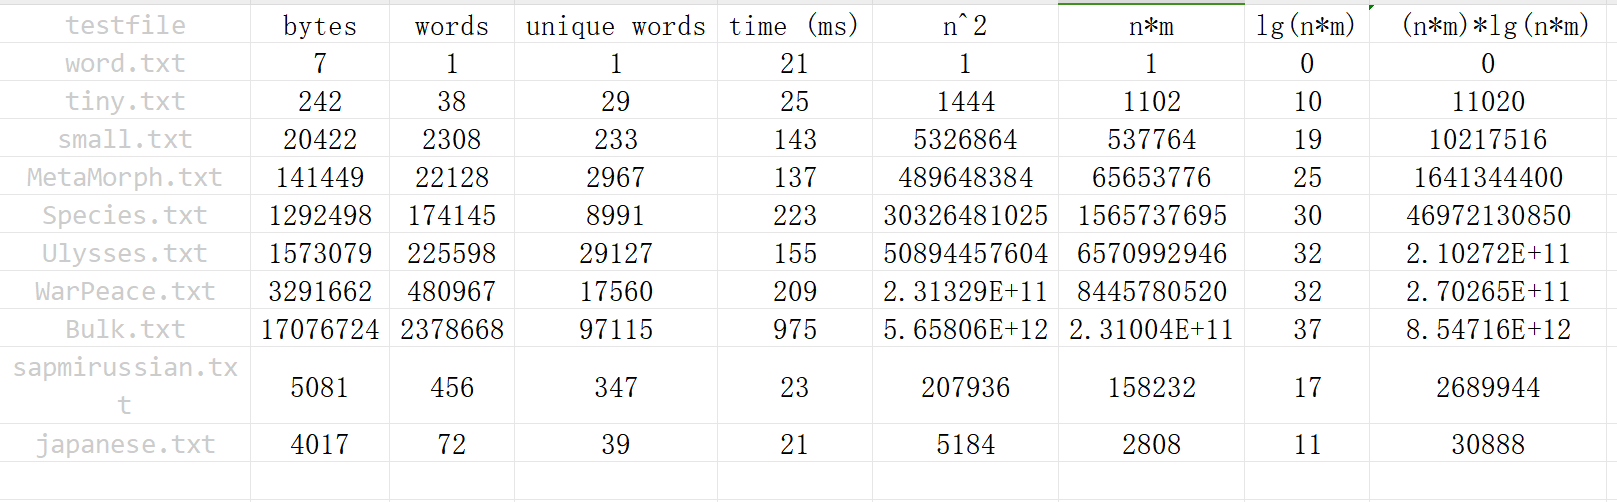 testfile bytes words unique words time (ms) n^2 n*m lg(n*m) (n*m)*lg(n*m)
word.txt 7 1 1 21 1 1 0 0
tiny.txt 242 38 29 25 1444 1102 10 11020
small.txt 20422 2308 233 143 5326864 537764 19 10217516
MetaMorph.txt 141449 22128 2967 137 489648384 65653776 25 1641344400
Species.txt 1292498 174145 8991 223 30326481025 1565737695 30 46972130850
Ulysses.txt 1573079 225598 29127 155 50894457604 6570992946 32 2.10272E+11
WarPeace.txt 3291662 480967 17560 209 2.31329E+11 8445780520 32 2.70265E+11
Bulk.txt 17076724 2378668 97115 975 5.65806E+12 2.31004E+11 37 8.54716E+12
sapmirussian.tx
t 5081 456 347 23 207936 158232 17 2689944
japanese.txt 4017 72 39 21 5184 2808 11 30888